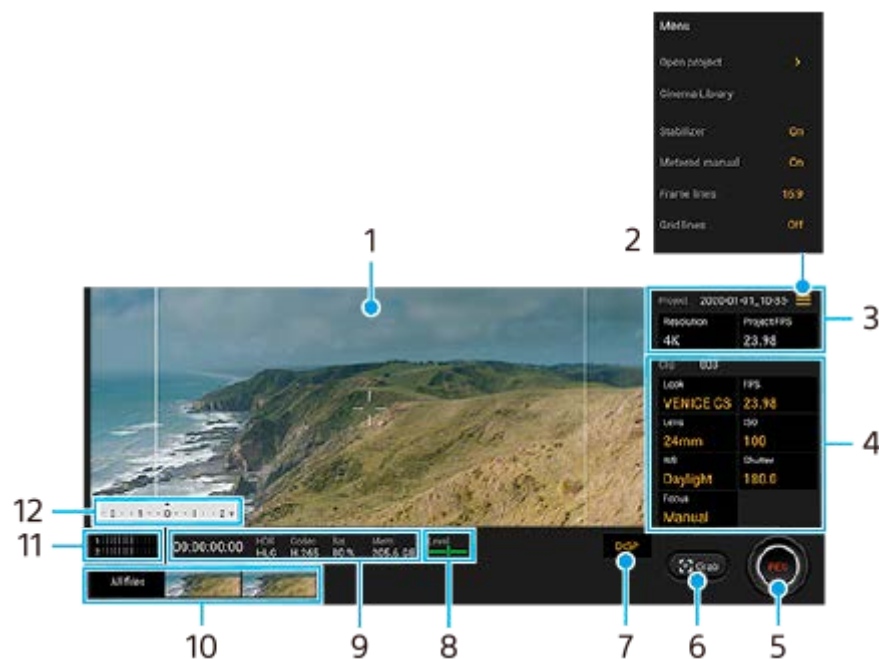 Menu
Open project >
Cinema Library
Stabilizer On
Metered manual On
Frame lines 16:9
Grid lines Off
1
2
Project 2020-01-01_10-35
Resolution Project FPS
4K 23.98
3
Clip 003
Look FPS
VENICE CS 23.98
Lens ISO
24mm 100
WB Shutter
Daylight 180.0
Focus
Manual
4
12
11
00:00:00:00
HDR Codec Bat. Mem
HLG H.265 80% 205.6 GB
Level
DISP
Grab
REC
All files
10
9
8
7
6
5